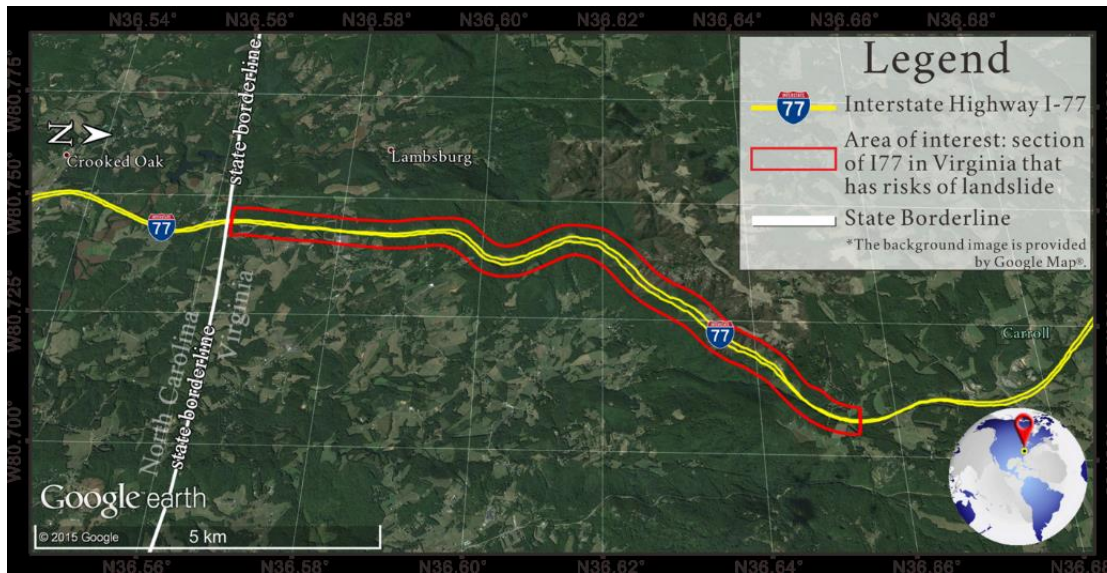 N36.54°
N36.56°
N36.58°
N36.60°
N36.62°
N36.64°
N36.66°
N36.68°
W80.775°
W80.750°
W80.725°
W80.700°
N
Crooked Oak
Lambsburg
state borderline
77
North Carolina
Virginia
state borderline
77
Carroll
Legend
77
Interstate Highway I-77
Area of interest: section
of I77 in Virginia that
has risks of landslide
State Borderline
*The background image is provided
by Google Map®.
Google earth
© 2015 Google
5 km
N36.56°
N36.58°
N36.60°
N36.62°
N36.64°
N36.66°